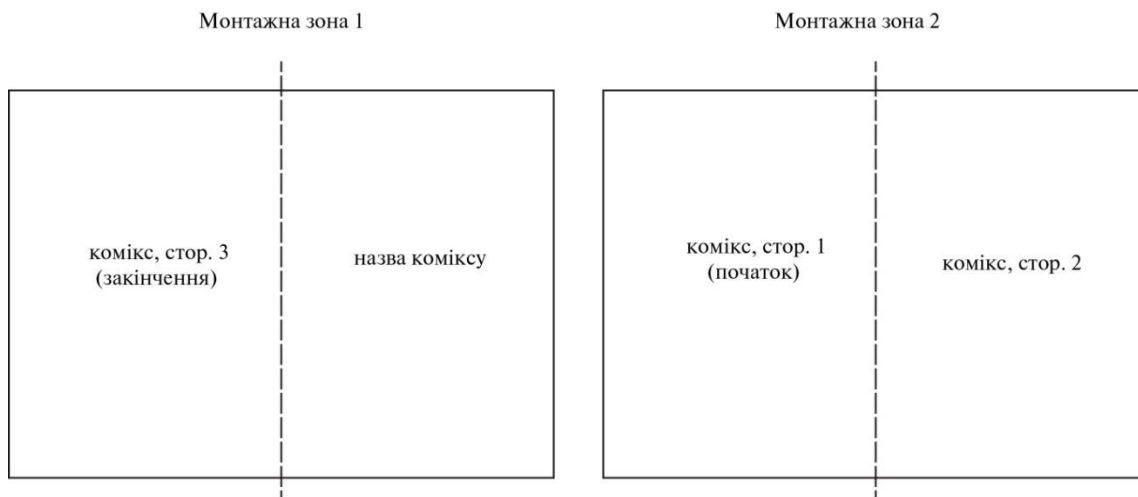 Монтажна зона 1
Монтажна зона 2
комікс, стор. 3
(закінчення)
назва коміксу
комікс, стор. 1
(початок)
комікс, стор. 2